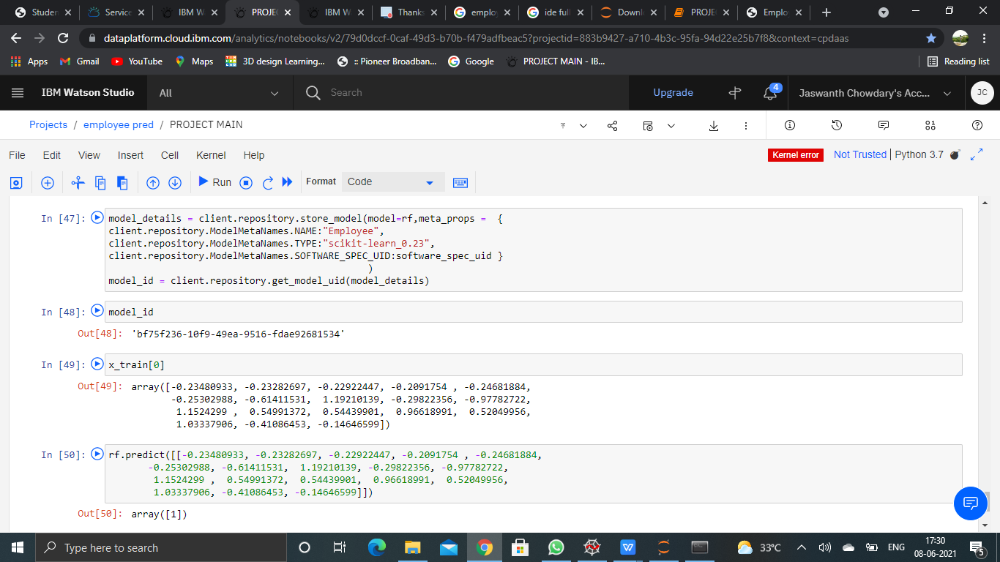 Studen
Service
IBM W
PROJEC
IBM W
Thanks
employ
ide full
Downl
PROJE
Emplo
dataplatform.cloud.ibm.com/analytics/notebooks/v2/79d0dccf-0caf-49d3-b70b-f479adfbeac5?projectid=883b9427-a710-4b3c-95fa-94d22e25b7f8&context=cpdaas
Apps
Gmail
YouTube
Maps
3D design Learning...
:: Pioneer Broadban...
Google
PROJECT MAIN - IB...
Reading list
IBM Watson Studio
All
Search
Upgrade
4
Jaswanth Chowdary's Acc...
JC
Projects / employee pred / PROJECT MAIN
File Edit View Insert Cell Kernel Help
Kernel error
Not Trusted | Python 3.7
Run
Format
Code
In [47]: model_details = client.repository.store_model(model=rf,meta_props = {
client.repository.ModelMetaNames.NAME:"Employee",
client.repository.ModelMetaNames.TYPE:"scikit-learn_0.23",
client.repository.ModelMetaNames.SOFTWARE_SPEC_UID:software_spec_uid }
)
model_id = client.repository.get_model_uid(model_details)
In [48]: model_id
Out[48]: 'bf75f236-10f9-49ea-9516-fdae92681534'
In [49]: x_train[0]
Out[49]: array([-0.23480933, -0.23282697, -0.22922447, -0.2091754 , -0.24681884,
-0.25302988, -0.61411531, 1.19210139, -0.29822356, -0.97782722,
1.1524299 , 0.54991372, 0.54439901, 0.96618991, 0.52049956,
1.03337906, -0.41086453, -0.14646599])
In [50]: rf.predict([[-0.23480933, -0.23282697, -0.22922447, -0.2091754 , -0.24681884,
-0.25302988, -0.61411531, 1.19210139, -0.29822356, -0.97782722,
1.1524299 , 0.54991372, 0.54439901, 0.96618991, 0.52049956,
1.03337906, -0.41086453, -0.14646599]])
Out[50]: array([1])
Type here to search
33°C
ENG
17:30
08-06-2021
5